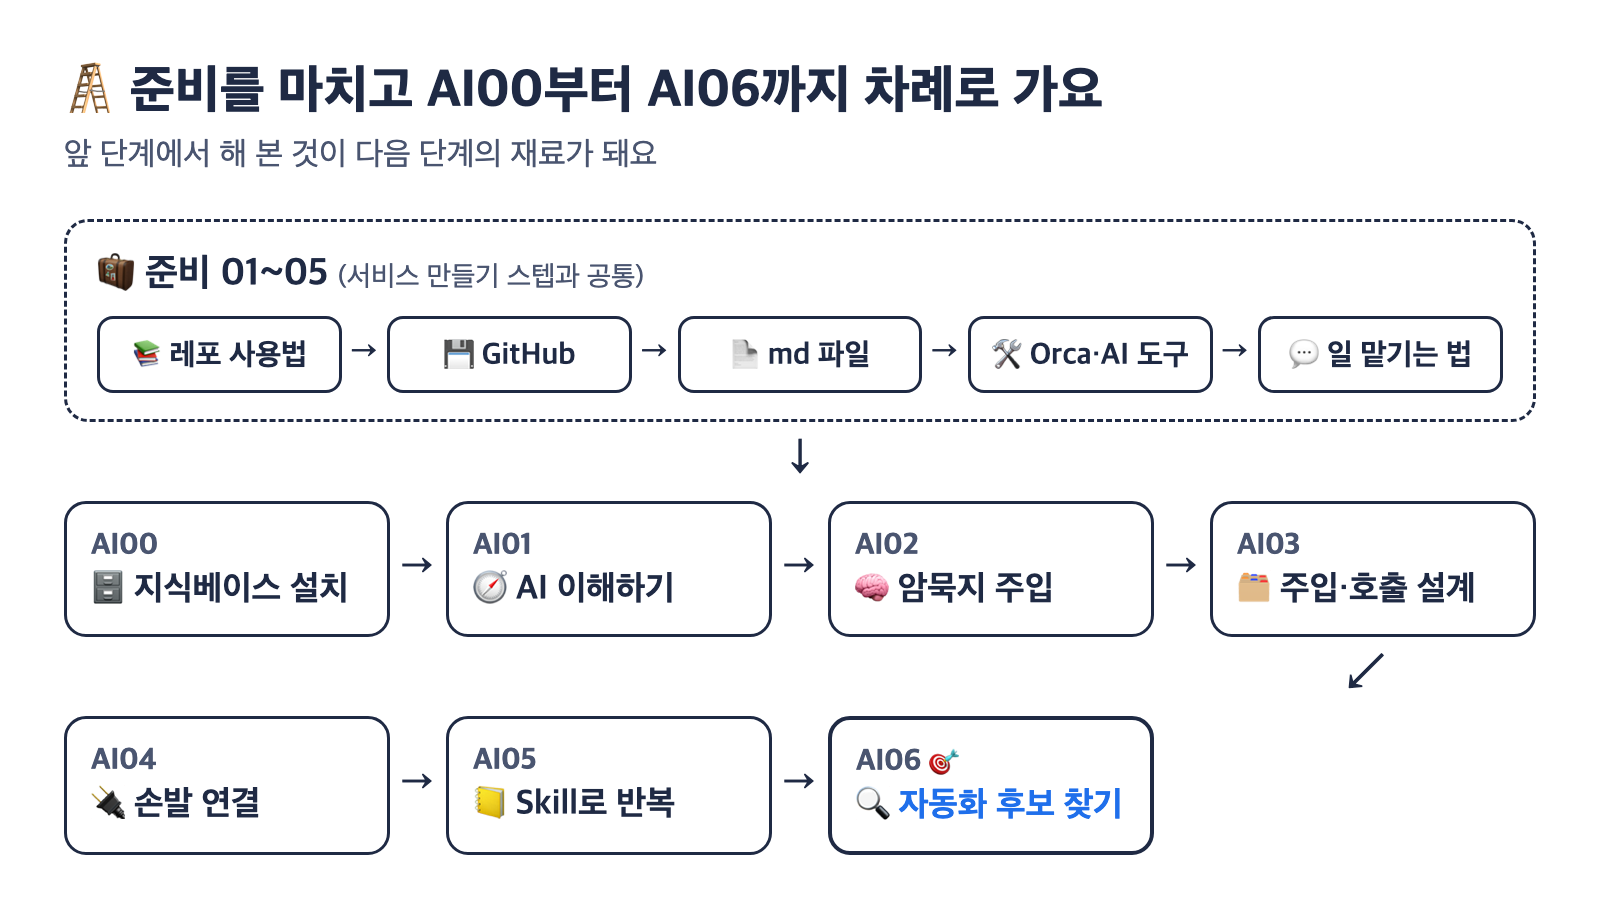 준비를 마치고 AI00부터 AI06까지 차례로 가요
앞 단계에서 해 본 것이 다음 단계의 재료가 돼요
준비 01~05 (서비스 만들기 스텝과 공통)
레포 사용법 → GitHub → md 파일 → Orca·AI 도구 → 일 맡기는 법
↓
AI00
지식베이스 설치
→
AI01
AI 이해하기
→
AI02
암묵지 주입
→
AI03
주입·호출 설계
↙
AI04
손발 연결
→
AI05
Skill로 반복
→
AI06
자동화 후보 찾기